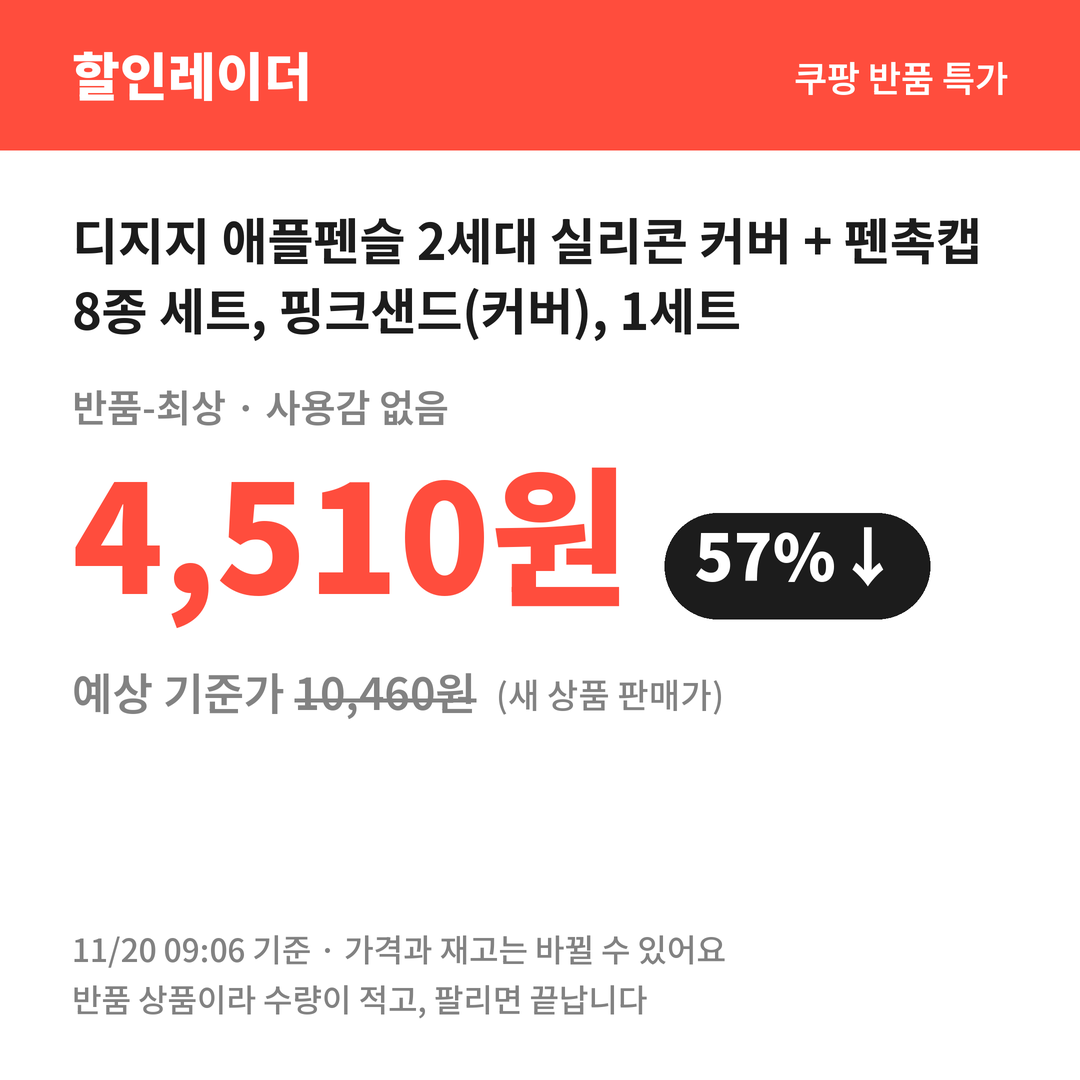 할인레이더
쿠팡 반품 특가
디지지 애플펜슬 2세대 실리콘 커버 + 펜촉캡
8종 세트, 핑크샌드(커버), 1세트
반품-최상 · 사용감 없음
4,510원
57%↓
예상 기준가 10,460원 (새 상품 판매가)
11/20 09:06 기준 · 가격과 재고는 바뀔 수 있어요
반품 상품이라 수량이 적고, 팔리면 끝납니다